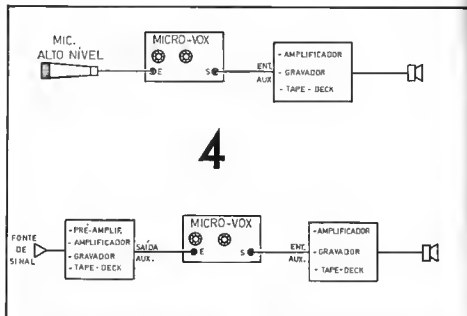 MIC.
ALTO NÍVEL
MICRO-VOX
E
S
ENT.
AUX.
- AMPLIFICADOR
- GRAVADOR
- TAPE - DECK
4
FONTE
DE
SINAL
- PRÉ-AMPLIF.
- AMPLIFICADOR
- GRAVADOR
- TAPE-DECK
SAÍDA
AUX.
MICRO-VOX
E
S
ENT.
AUX.
- AMPLIFICADOR
- GRAVADOR
- TAPE-DECK